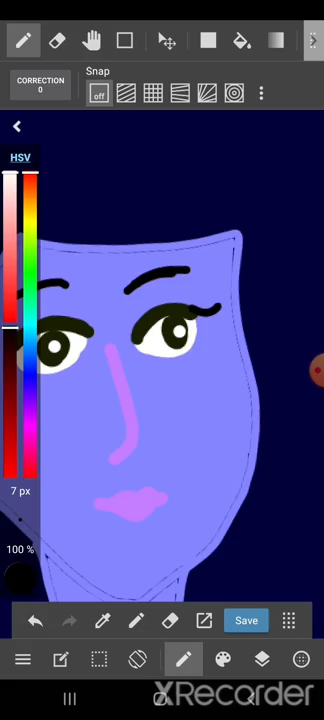 CORRECTION
0
Snap
off
HSV
7 px
100 %
Save
XRecorder